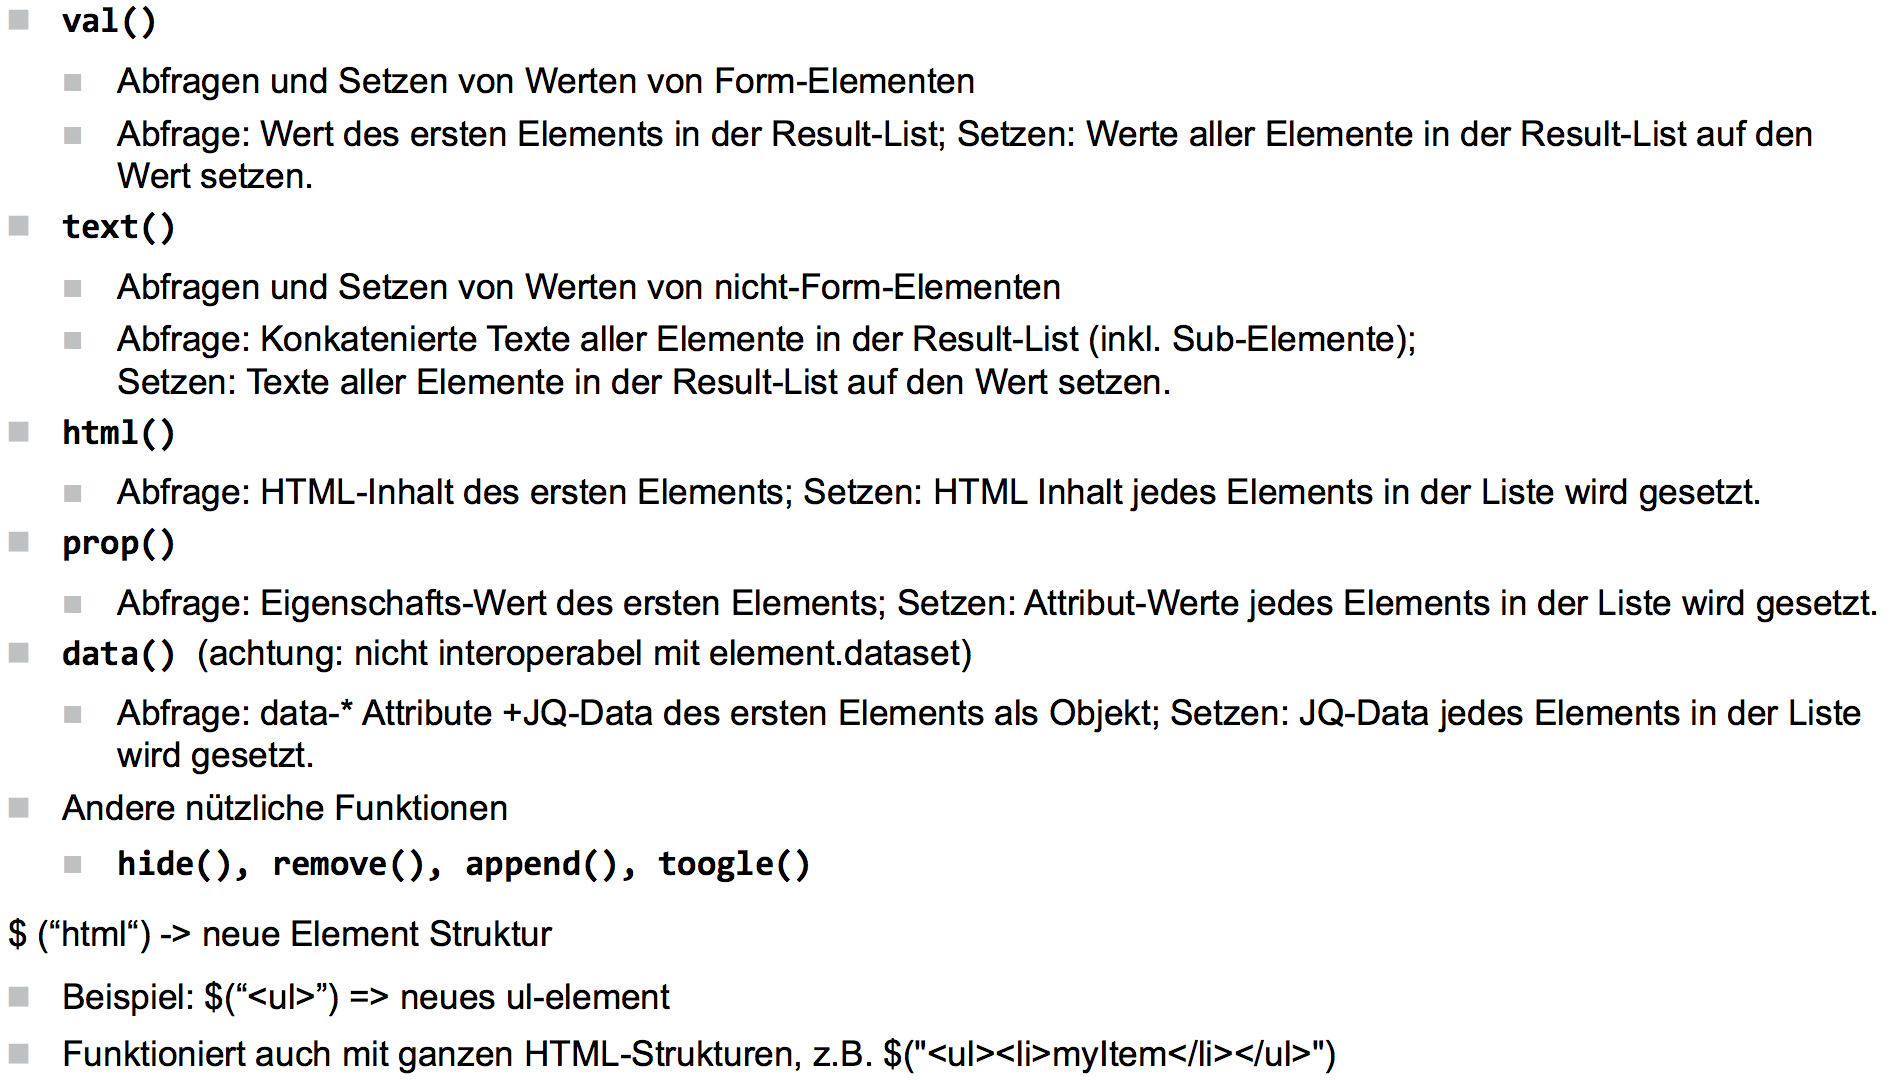 val()
Abfragen und Setzen von Werten von Form-Elementen
Abfrage: Wert des ersten Elements in der Result-List; Setzen: Werte aller Elemente in der Result-List auf den
Wert setzen.
text()
Abfragen und Setzen von Werten von nicht-Form-Elementen
Abfrage: Konkatenierte Texte aller Elemente in der Result-List (inkl. Sub-Elemente);
Setzen: Texte aller Elemente in der Result-List auf den Wert setzen.
html()
Abfrage: HTML-Inhalt des ersten Elements; Setzen: HTML Inhalt jedes Elements in der Liste wird gesetzt.
prop()
Abfrage: Eigenschafts-Wert des ersten Elements; Setzen: Attribut-Werte jedes Elements in der Liste wird gesetzt.
data() (achtung: nicht interoperabel mit element.dataset)
Abfrage: data-* Attribute +JQ-Data des ersten Elements als Objekt; Setzen: JQ-Data jedes Elements in der Liste
wird gesetzt.
Andere nützliche Funktionen
hide(), remove(), append(), toogle()
$ (“html“) -> neue Element Struktur
Beispiel: $(“<ul>”) => neues ul-element
Funktioniert auch mit ganzen HTML-Strukturen, z.B. $("<ul><li>myItem</li></ul>")